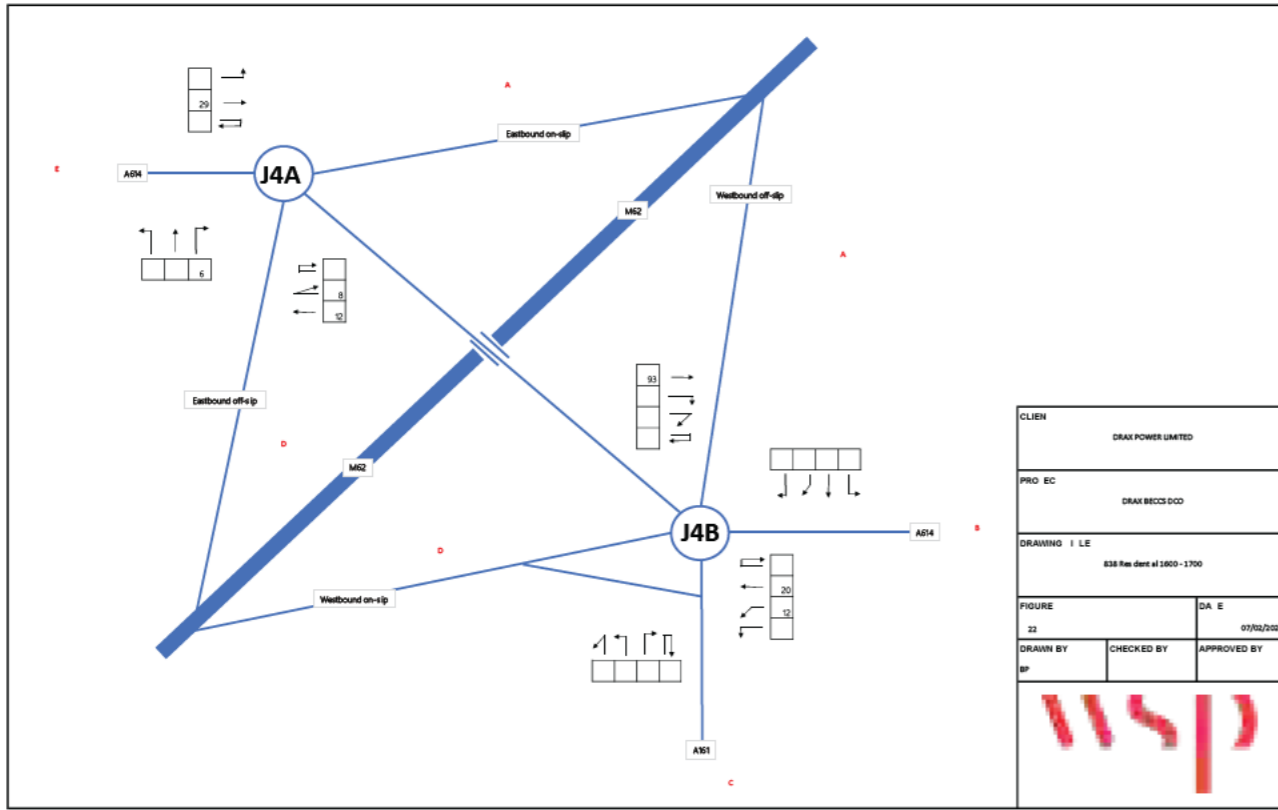 29
A
Eastbound on-slip
E
A614
J4A
Westbound off-slip
M62
A
6
8
12
93
Eastbound off-slip
D
M62
J4B
A614
B
D
20
12
Westbound on-slip
A161
C
CLIEN
DRAX POWER LIMITED
PRO EC
DRAX BECCS DCO
DRAWING I LE
838 Res dent al 1600 - 1700
FIGURE
22
DA E
07/02/202
DRAWN BY
BP
CHECKED BY
APPROVED BY
wsp